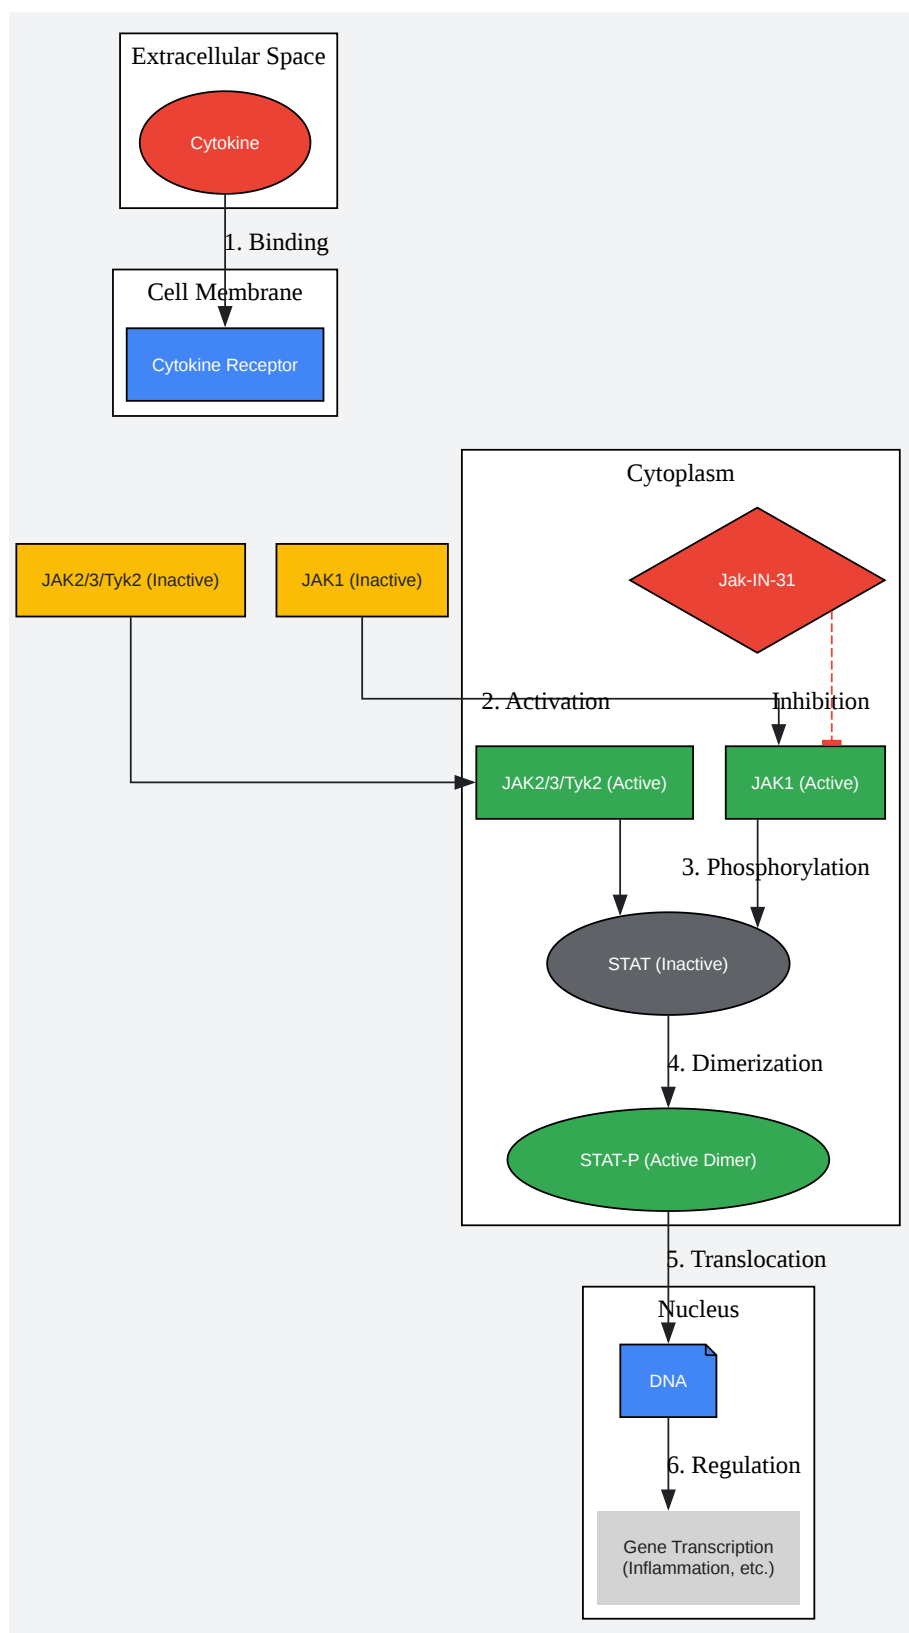 Extracellular Space
Cytokine
1. Binding
Cell Membrane
Cytokine Receptor
Cytoplasm
JAK2/3/Tyk2 (Inactive)
JAK1 (Inactive)
Jak-IN-31
2. Activation
Inhibition
JAK2/3/Tyk2 (Active)
JAK1 (Active)
3. Phosphorylation
STAT (Inactive)
4. Dimerization
STAT-P (Active Dimer)
5. Translocation
Nucleus
DNA
6. Regulation
Gene Transcription
(Inflammation, etc.)